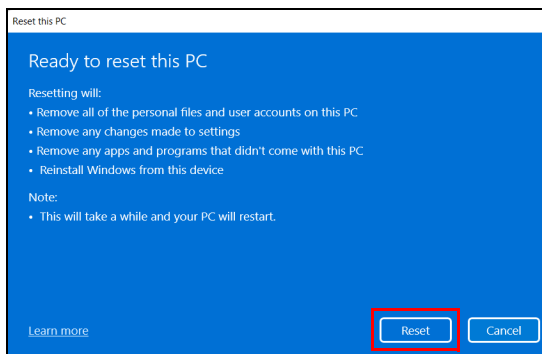 Reset this PC
Ready to reset this PC
Resetting will:
• Remove all of the personal files and user accounts on this PC
• Remove any changes made to settings
• Remove any apps and programs that didn't come with this PC
• Reinstall Windows from this device
Note:
• This will take a while and your PC will restart.
Learn more
Reset
Cancel